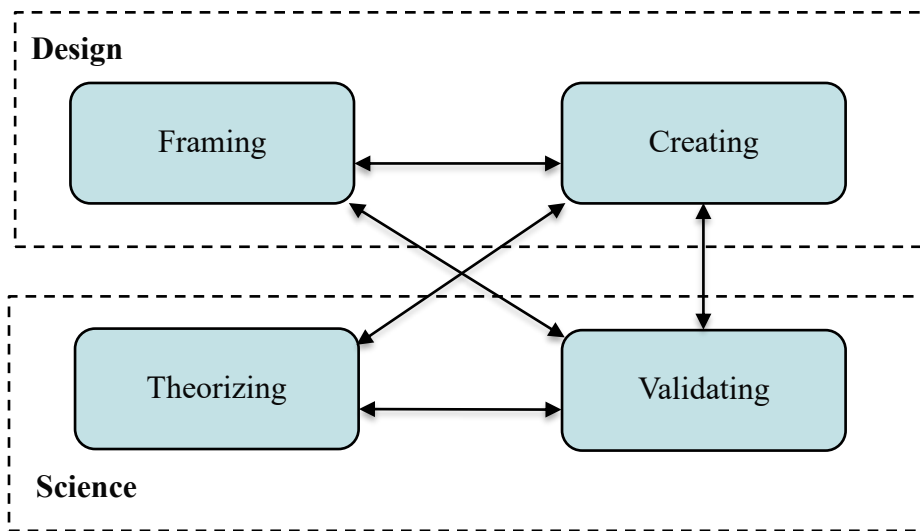 Design
Framing
Creating
Theorizing
Validating
Science